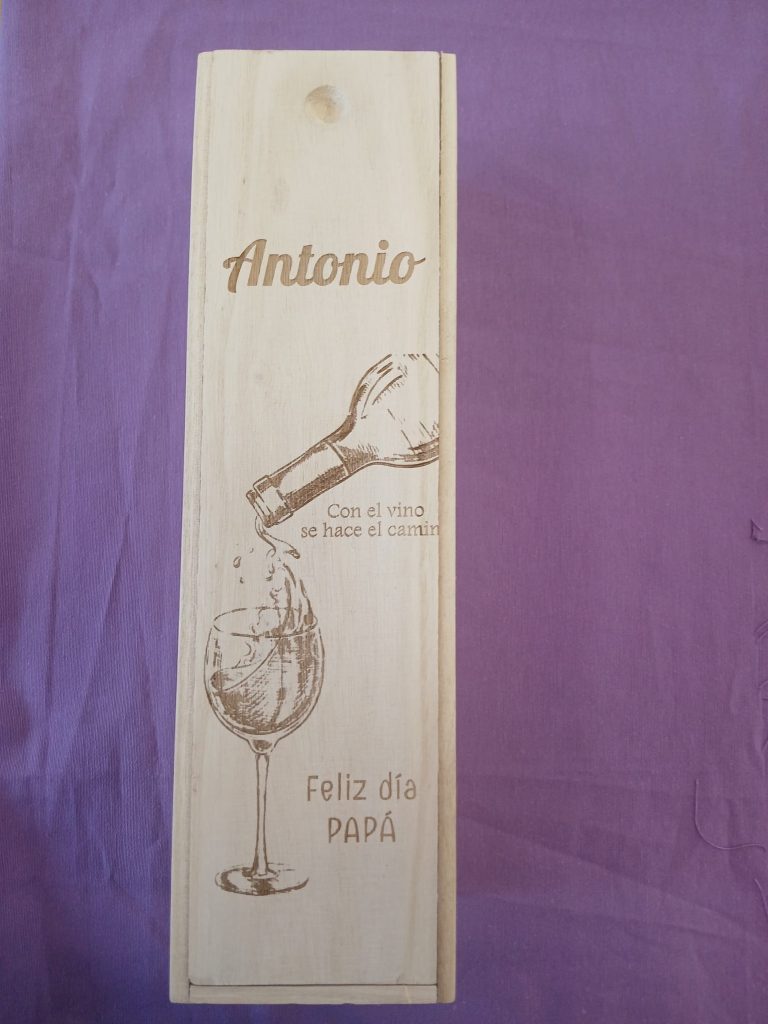 Antonio
Con el vino
se hace el camin
Feliz día
PAPÁ